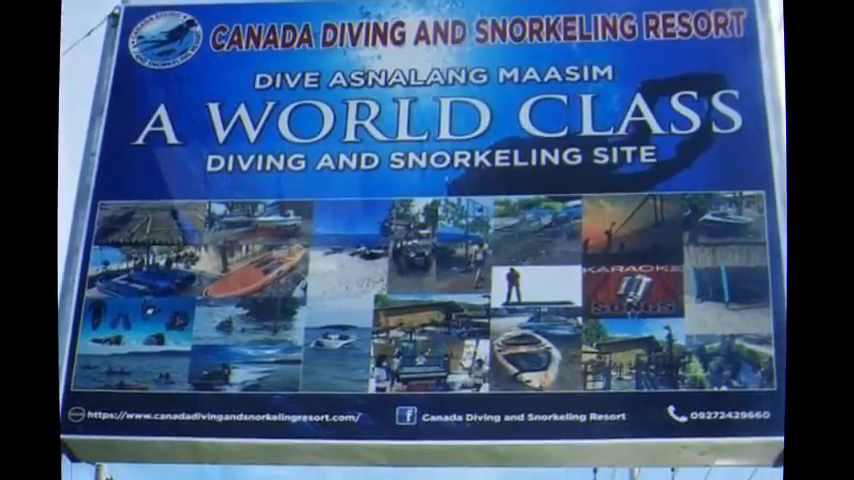 CANADA DIVING AND SNORKELING RESORT
DIVE ASNALANG MAASIM
A WORLD CLASS
DIVING AND SNORKELING SITE
KARAOKE
SONGS
https://www.canadadivingandsnorkelingresort.com/
Canada Diving and Snorkeling Resort
09272429660